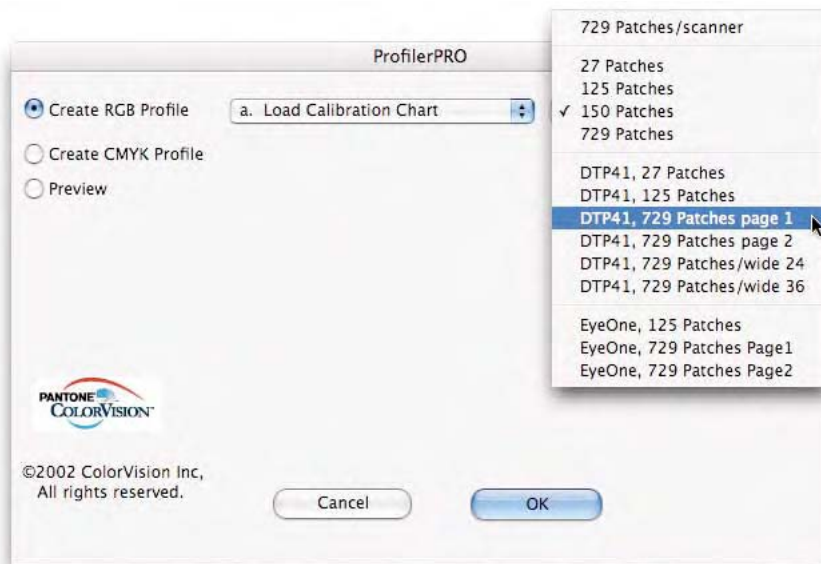 ProfilerPRO
Create RGB Profile
a. Load Calibration Chart
Create CMYK Profile
Preview
729 Patches/scanner
27 Patches
125 Patches
✓ 150 Patches
729 Patches
DTP41, 27 Patches
DTP41, 125 Patches
DTP41, 729 Patches page 1
DTP41, 729 Patches page 2
DTP41, 729 Patches/wide 24
DTP41, 729 Patches/wide 36
EyeOne, 125 Patches
EyeOne, 729 Patches Page1
EyeOne, 729 Patches Page2
PANTONE
COLORVISION
©2002 ColorVision Inc,
All rights reserved.
Cancel
OK